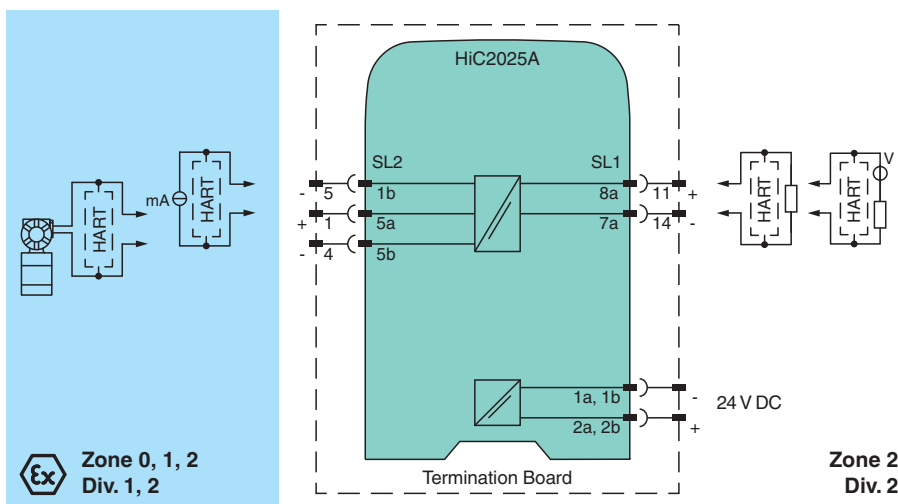 HiC2025A
SL2 SL1
- 5 1b 8a 11 +
+ 1 5a 7a 14 -
- 4 5b
HART
mA
HART
HART
HART
V
1a, 1b -
24 V DC
2a, 2b +
Termination Board
Ex
Zone 0, 1, 2
Div. 1, 2
Zone 2
Div. 2